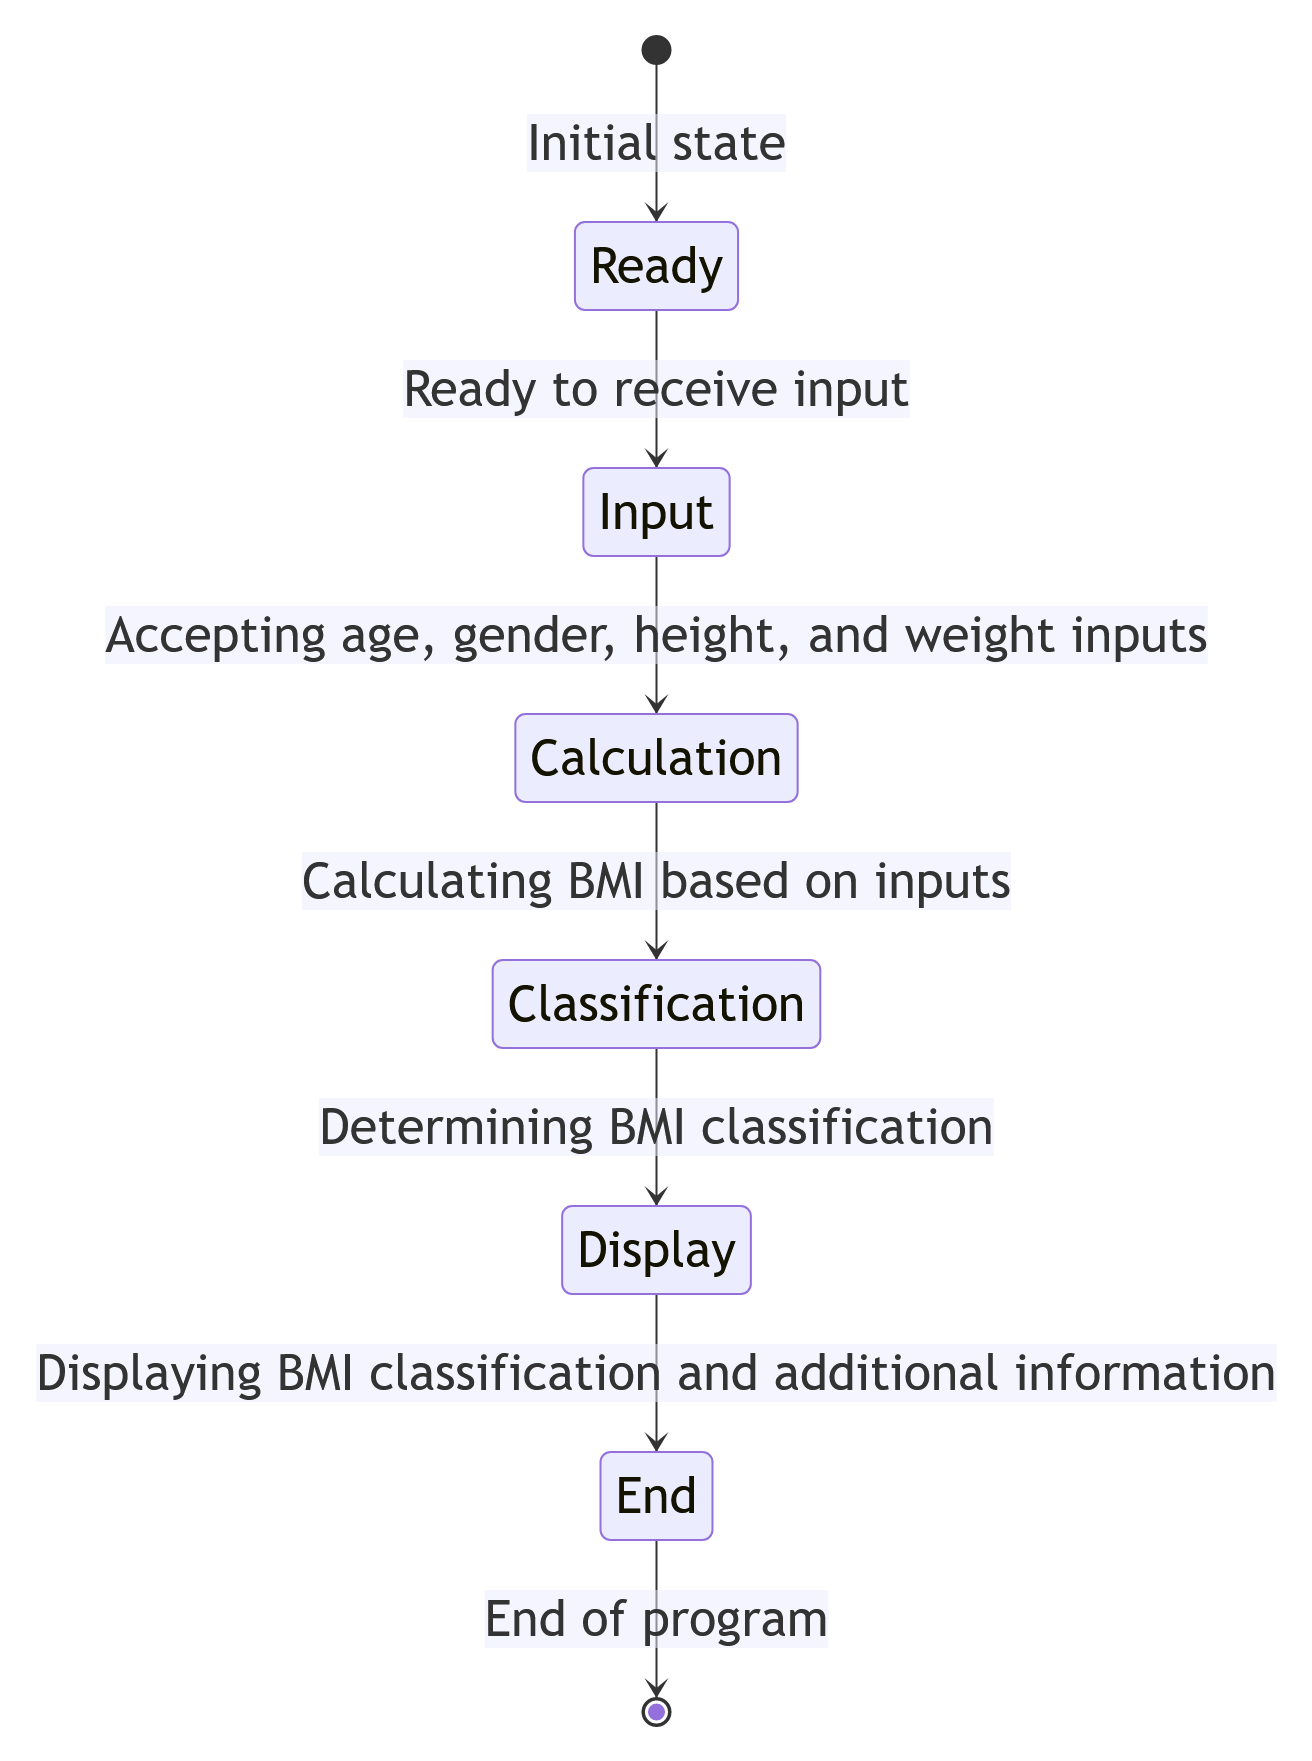 Initial state
Ready
Ready to receive input
Input
Accepting age, gender, height, and weight inputs
Calculation
Calculating BMI based on inputs
Classification
Determining BMI classification
Display
Displaying BMI classification and additional information
End
End of program